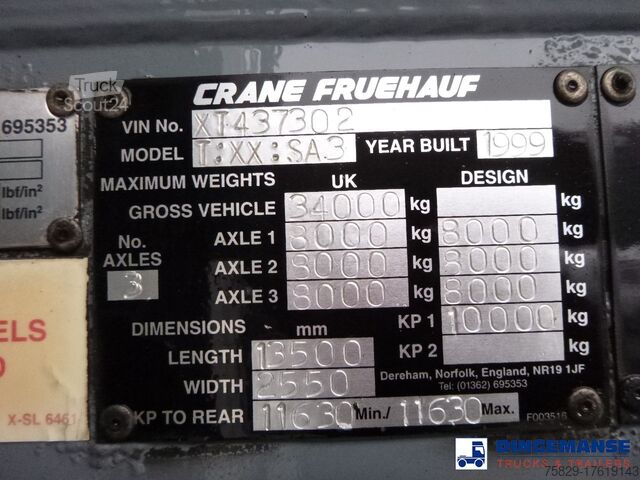 CRANE FRUEHAUF
Truck
Scout24
695353
lbf/in²
lbf/in²
VIN No. XT437302
MODEL T:XX:SA3 YEAR BUILT 1999
MAXIMUM WEIGHTS UK DESIGN
GROSS VEHICLE 34000 kg kg
No. AXLES 3
AXLE 1 8000 kg 8000 kg
AXLE 2 8000 kg 8000 kg
AXLE 3 8000 kg 8000 kg
DIMENSIONS mm KP 1 10000 kg
LENGTH 13500 KP 2 kg
WIDTH 2550
Dereham, Norfolk, England, NR19 1JF
Tel: (01362) 695353
KP TO REAR 11630 Min./ 11630 Max.
F003516
X-SL 6461
DINGEMANSE
TRUCKS & TRAILERS
75829-17619143